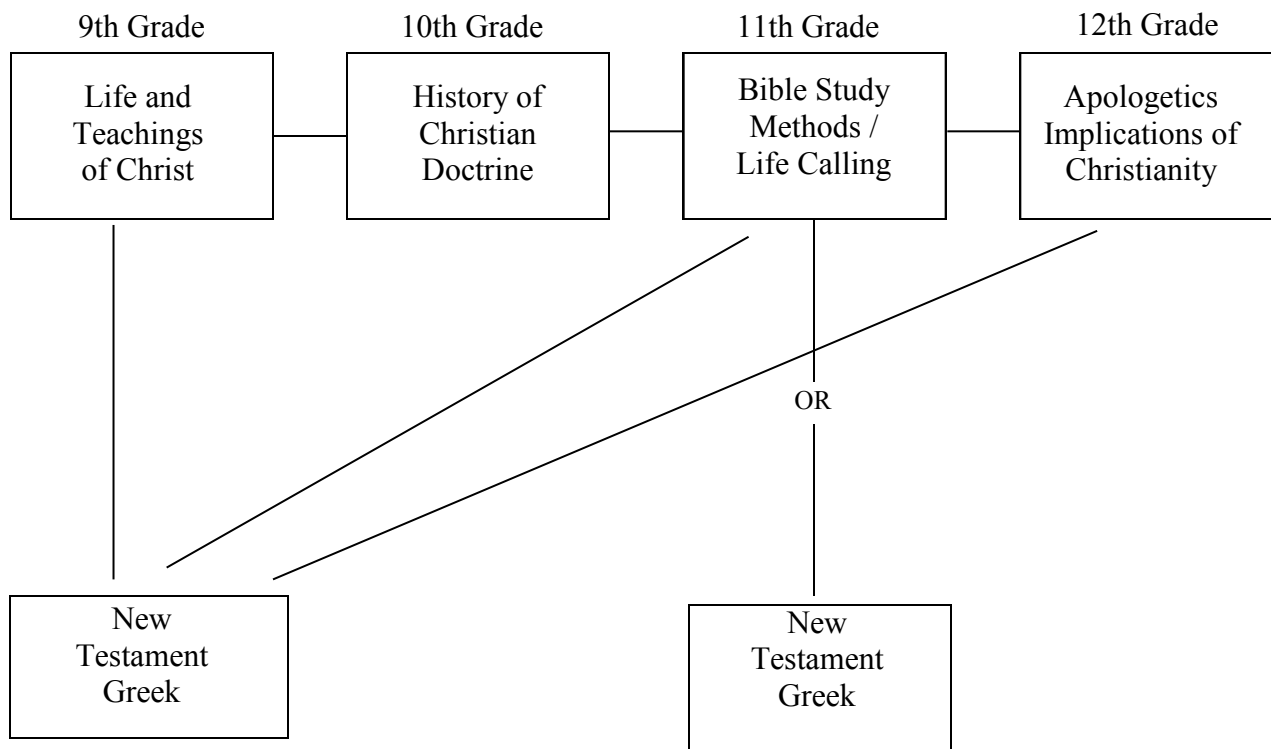 9th Grade
10th Grade
11th Grade
12th Grade
Life and
Teachings
of Christ
History of
Christian
Doctrine
Bible Study
Methods /
Life Calling
Apologetics
Implications of
Christianity
OR
New
Testament
Greek
New
Testament
Greek